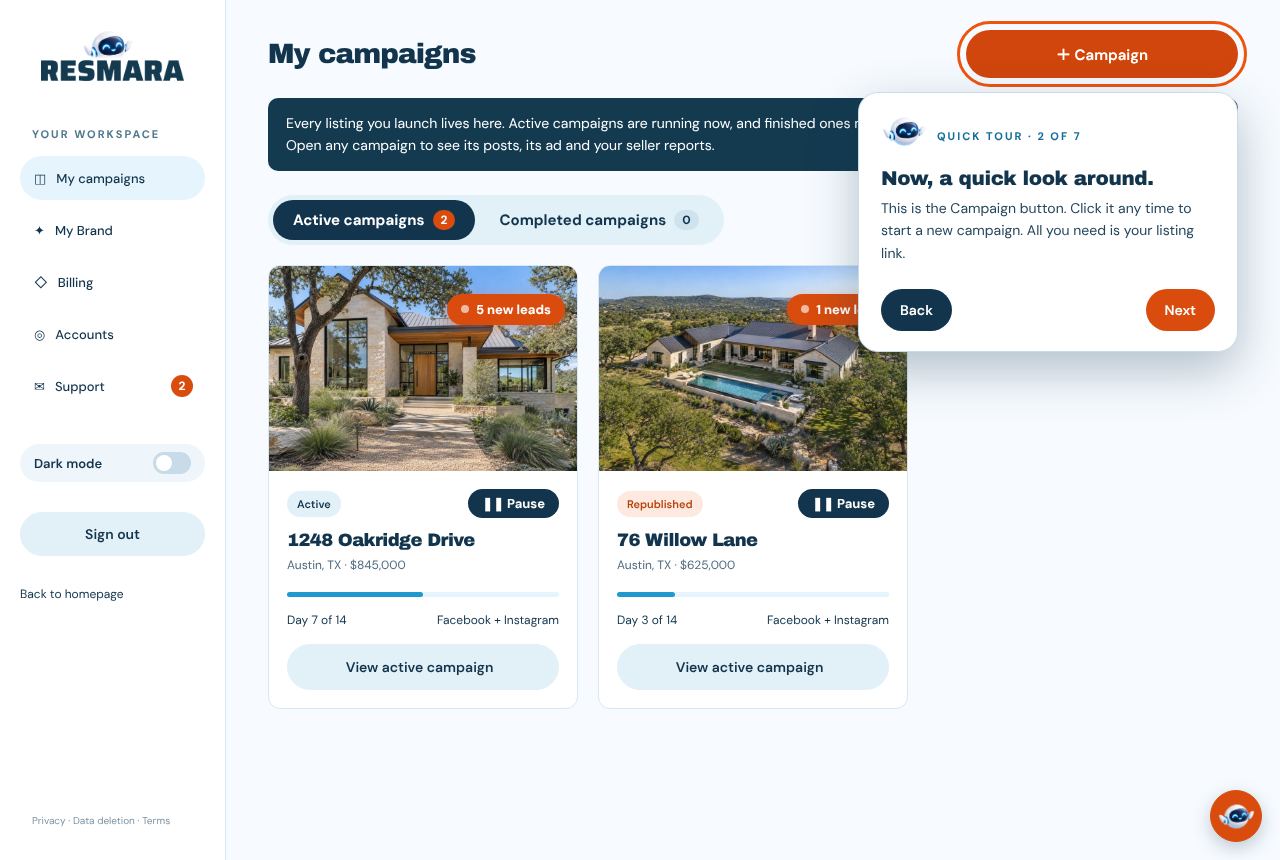 RESMARA
YOUR WORKSPACE
My campaigns
My Brand
Billing
Accounts
Support 2
Dark mode
Sign out
Back to homepage
Privacy · Data deletion · Terms
My campaigns
+ Campaign
Every listing you launch lives here. Active campaigns are running now, and finished ones
Open any campaign to see its posts, its ad and your seller reports.
Active campaigns 2 Completed campaigns 0
QUICK TOUR · 2 OF 7
Now, a quick look around.
This is the Campaign button. Click it any time to
start a new campaign. All you need is your listing
link.
Back Next
5 new leads
Active Pause
1248 Oakridge Drive
Austin, TX · $845,000
Day 7 of 14 Facebook + Instagram
View active campaign
1 new
Republished Pause
76 Willow Lane
Austin, TX · $625,000
Day 3 of 14 Facebook + Instagram
View active campaign